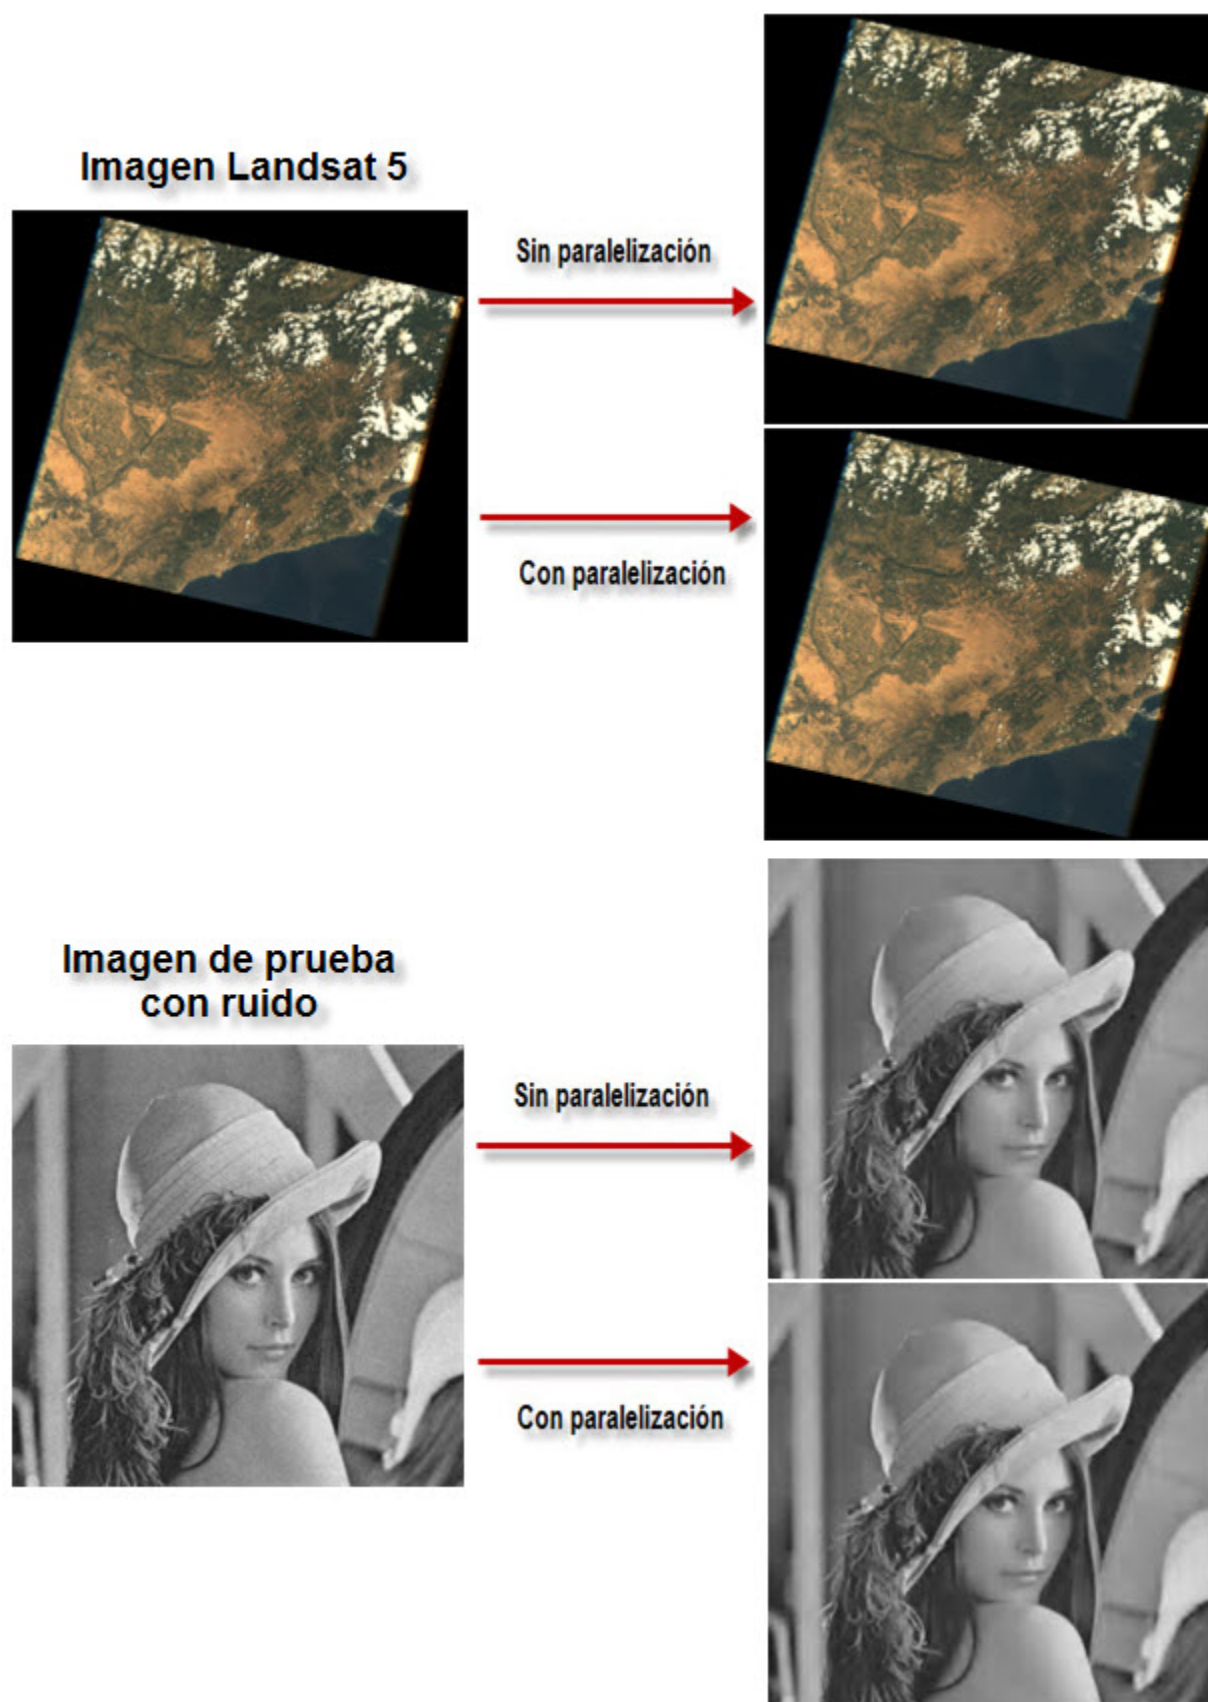 Imagen Landsat 5
Sin paralelización
Con paralelización
Imagen de prueba
con ruido
Sin paralelización
Con paralelización